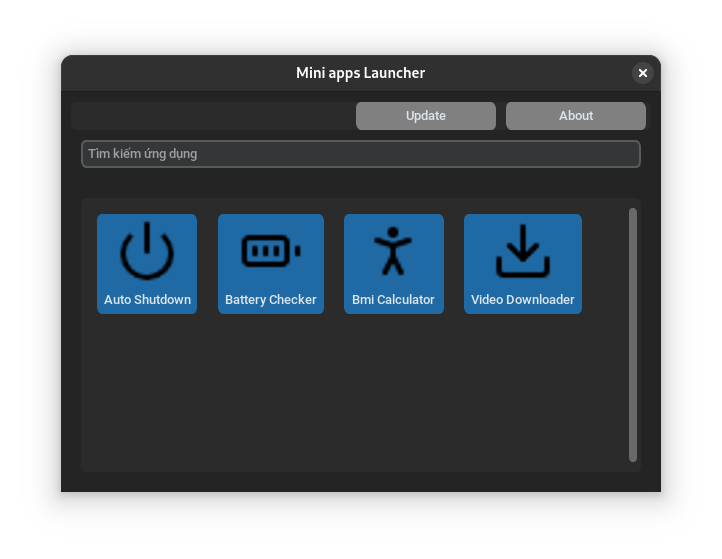 Mini apps Launcher
Update
About
Tìm kiếm ứng dụng
Auto Shutdown
Battery Checker
Bmi Calculator
Video Downloader